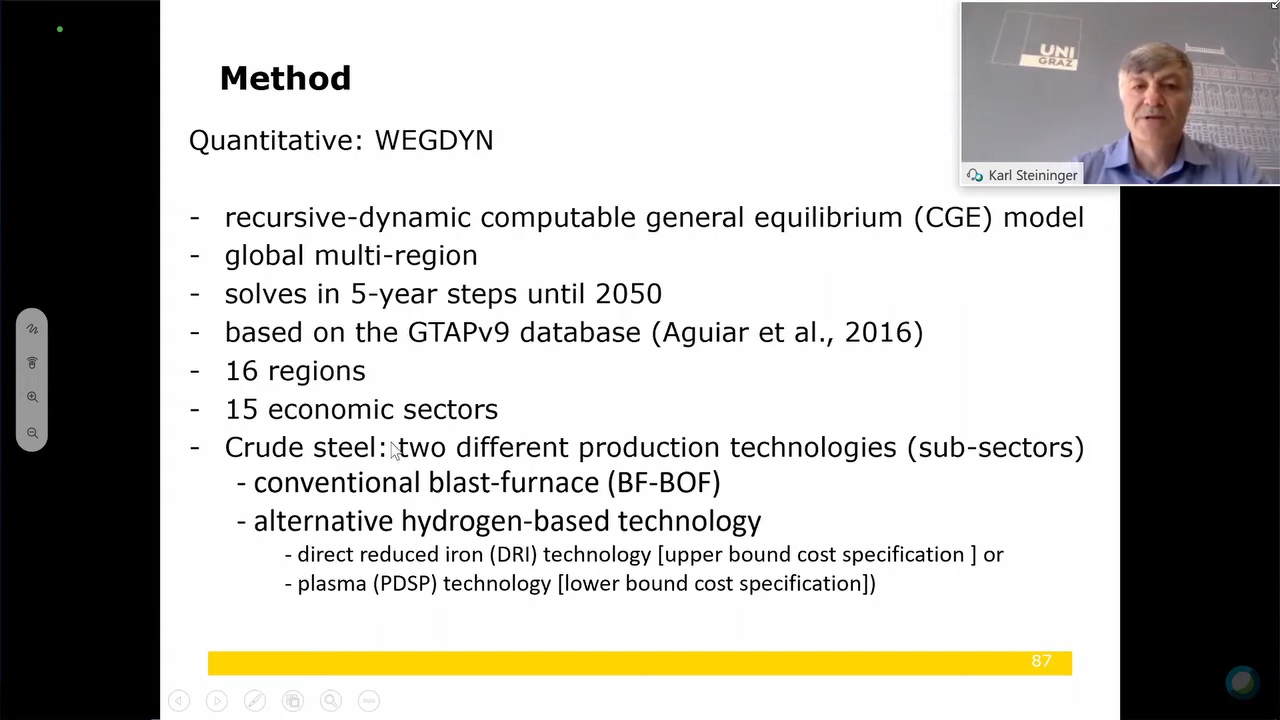 Method
UNI
GRAZ
Quantitative: WEGDYN
Karl Steininger
- recursive-dynamic computable general equilibrium (CGE) model
- global multi-region
- solves in 5-year steps until 2050
- based on the GTAPv9 database (Aguiar et al., 2016)
- 16 regions
- 15 economic sectors
- Crude steel: two different production technologies (sub-sectors)
- conventional blast-furnace (BF-BOF)
- alternative hydrogen-based technology
- direct reduced iron (DRI) technology [upper bound cost specification ] or
- plasma (PDSP) technology [lower bound cost specification])
87